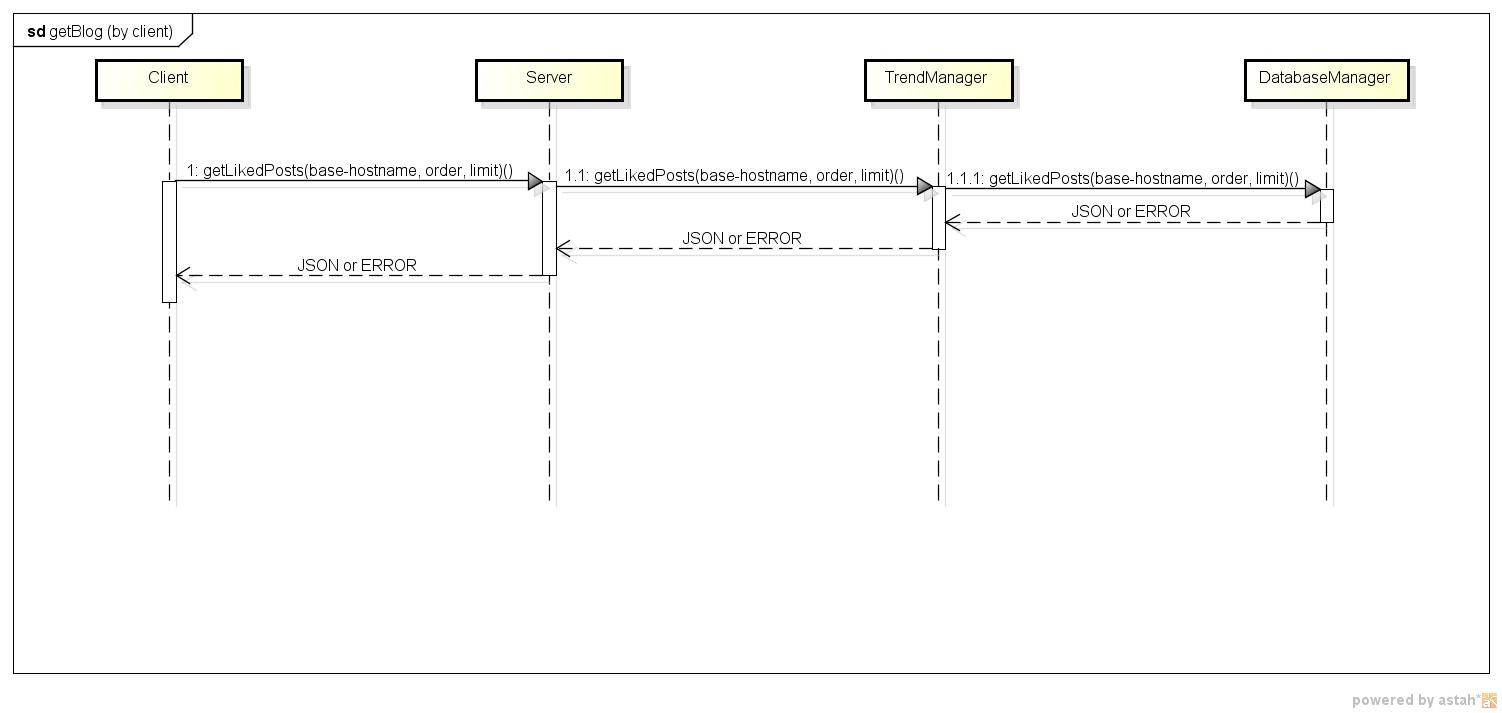 sd getBlog (by client)
Client
Server
TrendManager
DatabaseManager
1: getLikedPosts(base-hostname, order, limit)()
1.1: getLikedPosts(base-hostname, order, limit)()
1.1.1: getLikedPosts(base-hostname, order, limit)()
JSON or ERROR
JSON or ERROR
JSON or ERROR
powered by astah*